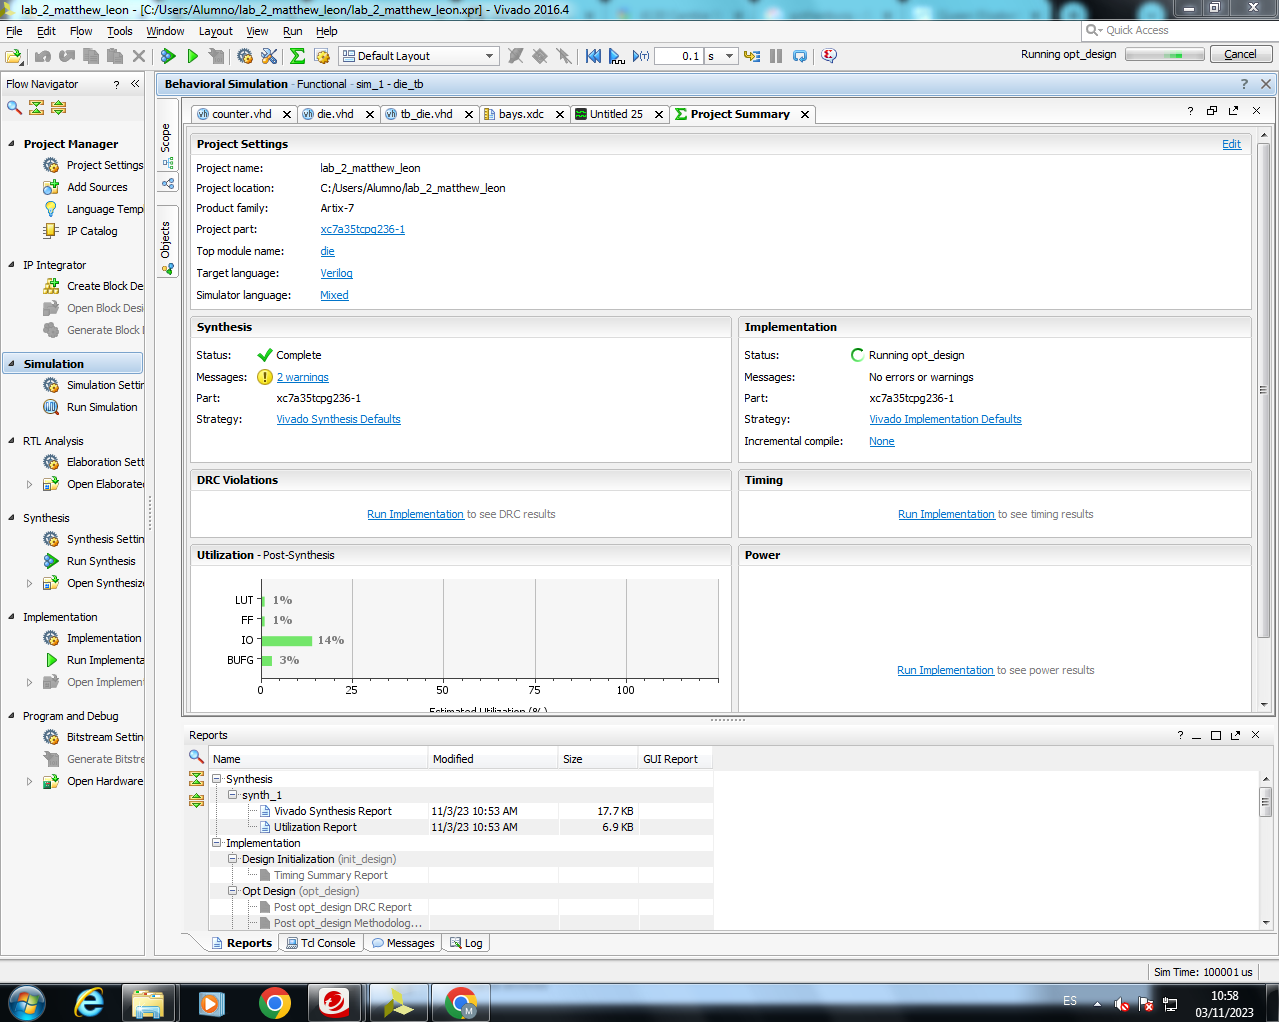 lab_2_matthew_leon - [C:/Users/Alumno/lab_2_matthew_leon/lab_2_matthew_leon.xpr] - Vivado 2016.4
File Edit Flow Tools Window Layout View Run Help
Quick Access
Default Layout
0.1 s
Running opt_design
Cancel
Flow Navigator
Project Manager
Project Settings
Add Sources
Language Templ
IP Catalog
IP Integrator
Create Block De
Open Block Desi
Generate Block
Simulation
Simulation Settin
Run Simulation
RTL Analysis
Elaboration Sett
Open Elaborated
Synthesis
Synthesis Settin
Run Synthesis
Open Synthesize
Implementation
Implementation
Run Implementa
Open Implement
Program and Debug
Bitstream Settin
Generate Bitstre
Open Hardware
Behavioral Simulation - Functional - sim_1 - die_tb
Scope
Objects
counter.vhd die.vhd tb_die.vhd bays.xdc Untitled 25 Project Summary
Project Settings Edit
Project name: lab_2_matthew_leon
Project location: C:/Users/Alumno/lab_2_matthew_leon
Product family: Artix-7
Project part: xc7a35tcpg236-1
Top module name: die
Target language: Verilog
Simulator language: Mixed
Synthesis
Status: Complete
Messages: 2 warnings
Part: xc7a35tcpg236-1
Strategy: Vivado Synthesis Defaults
Implementation
Status: Running opt_design
Messages: No errors or warnings
Part: xc7a35tcpg236-1
Strategy: Vivado Implementation Defaults
Incremental compile: None
DRC Violations
Run Implementation to see DRC results
Timing
Run Implementation to see timing results
Utilization - Post-Synthesis
LUT 1%
FF 1%
IO 14%
BUFG 3%
0 25 50 75 100
Estimated Utilization (%)
Power
Run Implementation to see power results
Reports
Name Modified Size GUI Report
Synthesis
synth_1
Vivado Synthesis Report 11/3/23 10:53 AM 17.7 KB
Utilization Report 11/3/23 10:53 AM 6.9 KB
Implementation
Design Initialization (init_design)
Timing Summary Report
Opt Design (opt_design)
Post opt_design DRC Report
Post opt_design Methodolog...
Reports Tcl Console Messages Log
Sim Time: 100001 us
ES
10:58
03/11/2023